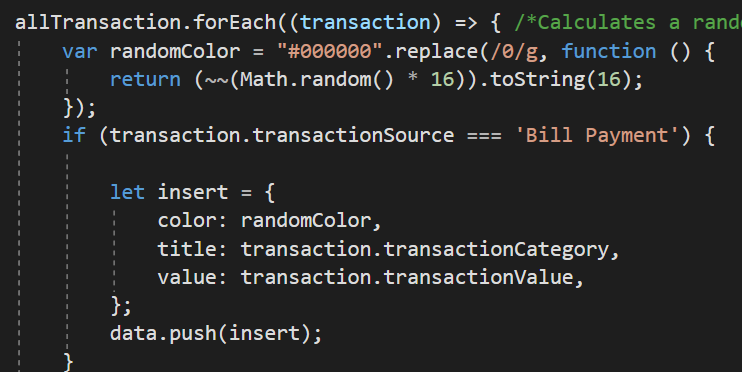 allTransaction.forEach((transaction) => { /*Calculates a
var randomColor = "#000000".replace(/0/g, function () {
return (~~(Math.random() * 16)).toString(16);
});
if (transaction.transactionSource === 'Bill Payment') {
let insert = {
color: randomColor,
title: transaction.transactionCategory,
value: transaction.transactionValue,
};
data.push(insert);
}